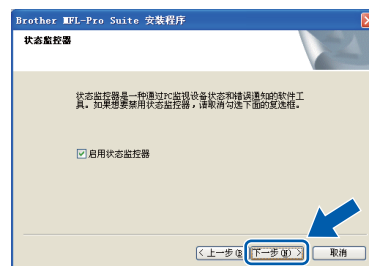 Brother MFL-Pro Suite 安装程序
状态监控器
状态监控器是一种通过PC监视设备状态和错误通知的软件工
具。如果想要禁用状态监控器，请取消勾选下面的复选框。
启用状态监控器
< 上一步(B) 下一步(N) > 取消